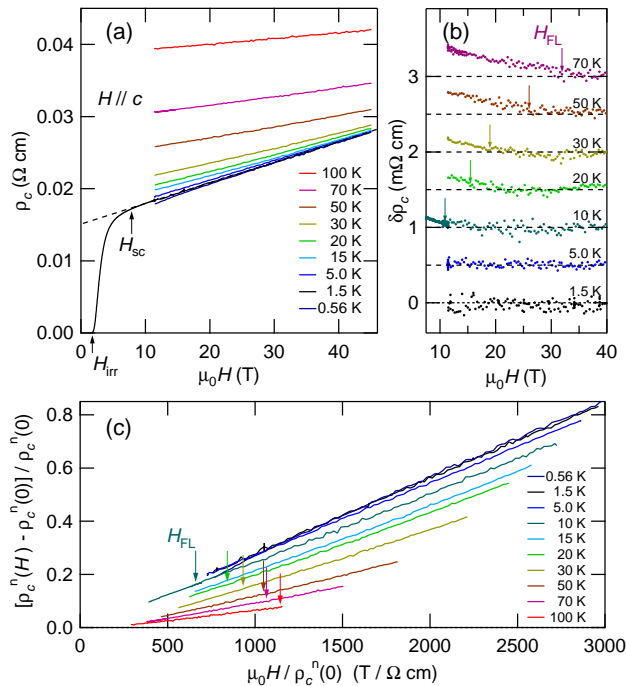 (a)
H // c
ρc (Ω cm)
0.04
0.03
0.02
0.01
0.00
100 K
70 K
50 K
30 K
20 K
15 K
5.0 K
1.5 K
0.56 K
Hsc
Hirr
0 10 20 30 40
μ0H (T)
(b)
HFL
δρc (mΩ cm)
3
2
1
0
70 K
50 K
30 K
20 K
10 K
5.0 K
1.5 K
10 20 30 40
μ0H (T)
(c)
[ρcⁿ(H) - ρcⁿ(0)] / ρcⁿ(0)
0.8
0.6
0.4
0.2
0.0
HFL
0.56 K
1.5 K
5.0 K
10 K
15 K
20 K
30 K
50 K
70 K
100 K
0 500 1000 1500 2000 2500 3000
μ0H / ρcⁿ(0) (T / Ω cm)